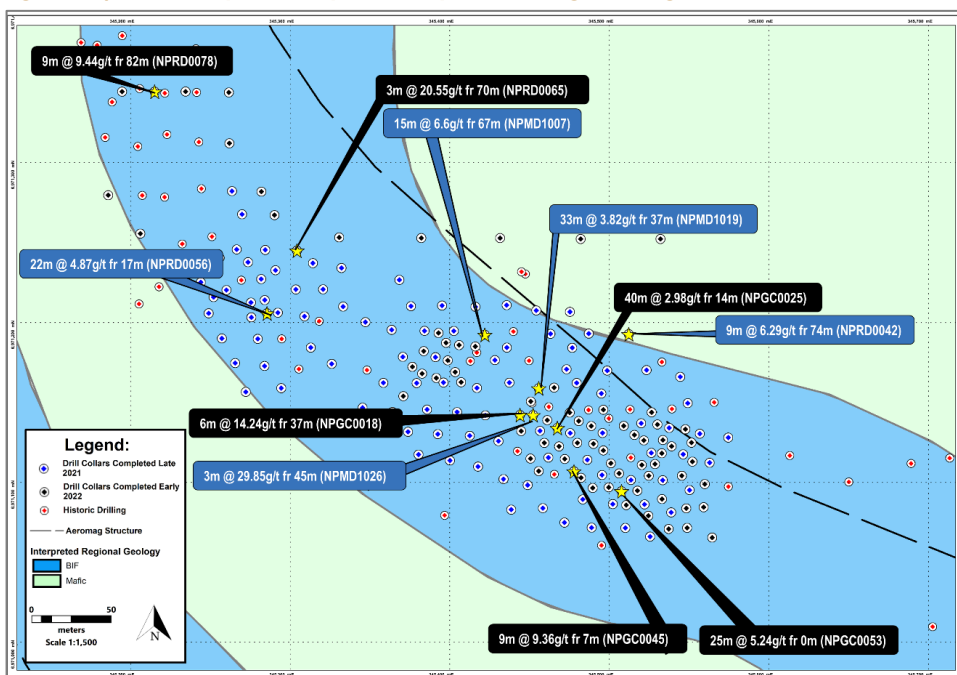 9m @ 9.44g/t fr 82m (NPRD0078)
3m @ 20.55g/t fr 70m (NPRD0065)
15m @ 6.6g/t fr 67m (NPMD1007)
33m @ 3.82g/t fr 37m (NPMD1019)
22m @ 4.87g/t fr 17m (NPRD0056)
40m @ 2.98g/t fr 14m (NPGC0025)
9m @ 6.29g/t fr 74m (NPRD0042)
6m @ 14.24g/t fr 37m (NPGC0018)
3m @ 29.85g/t fr 45m (NPMD1026)
9m @ 9.36g/t fr 7m (NPGC0045)
25m @ 5.24g/t fr 0m (NPGC0053)
Legend:
Drill Collars Completed Late
2021
Drill Collars Completed Early
2022
Historic Drilling
Aeromag Structure
Interpreted Regional Geology
BIF
Mafic
0 50
meters
Scale 1:1,500
N